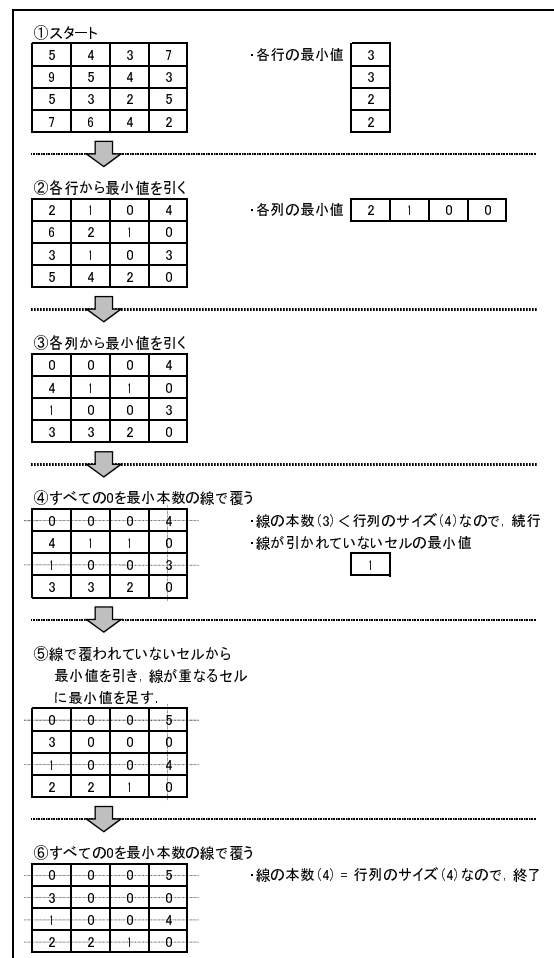 ①スタート
5 4 3 7 ・各行の最小値 3
9 5 4 3 3
5 3 2 5 2
7 6 4 2 2
②各行から最小値を引く
2 1 0 4 ・各列の最小値 2 1 0 0
6 2 1 0
3 1 0 3
5 4 2 0
③各列から最小値を引く
0 0 0 4
4 1 1 0
1 0 0 3
3 3 2 0
④すべての0を最小本数の線で覆う
0 0 0 4 ・線の本数(3)<行列のサイズ(4)なので,続行
4 1 1 0 ・線が引かれていないセルの最小値
1 0 0 3 1
3 3 2 0
⑤線で覆われていないセルから
最小値を引き,線が重なるセル
に最小値を足す.
0 0 0 5
3 0 0 0
1 0 0 4
2 2 1 0
⑥すべての0を最小本数の線で覆う
0 0 0 5 ・線の本数(4) = 行列のサイズ(4)なので,終了
3 0 0 0
1 0 0 4
2 2 1 0